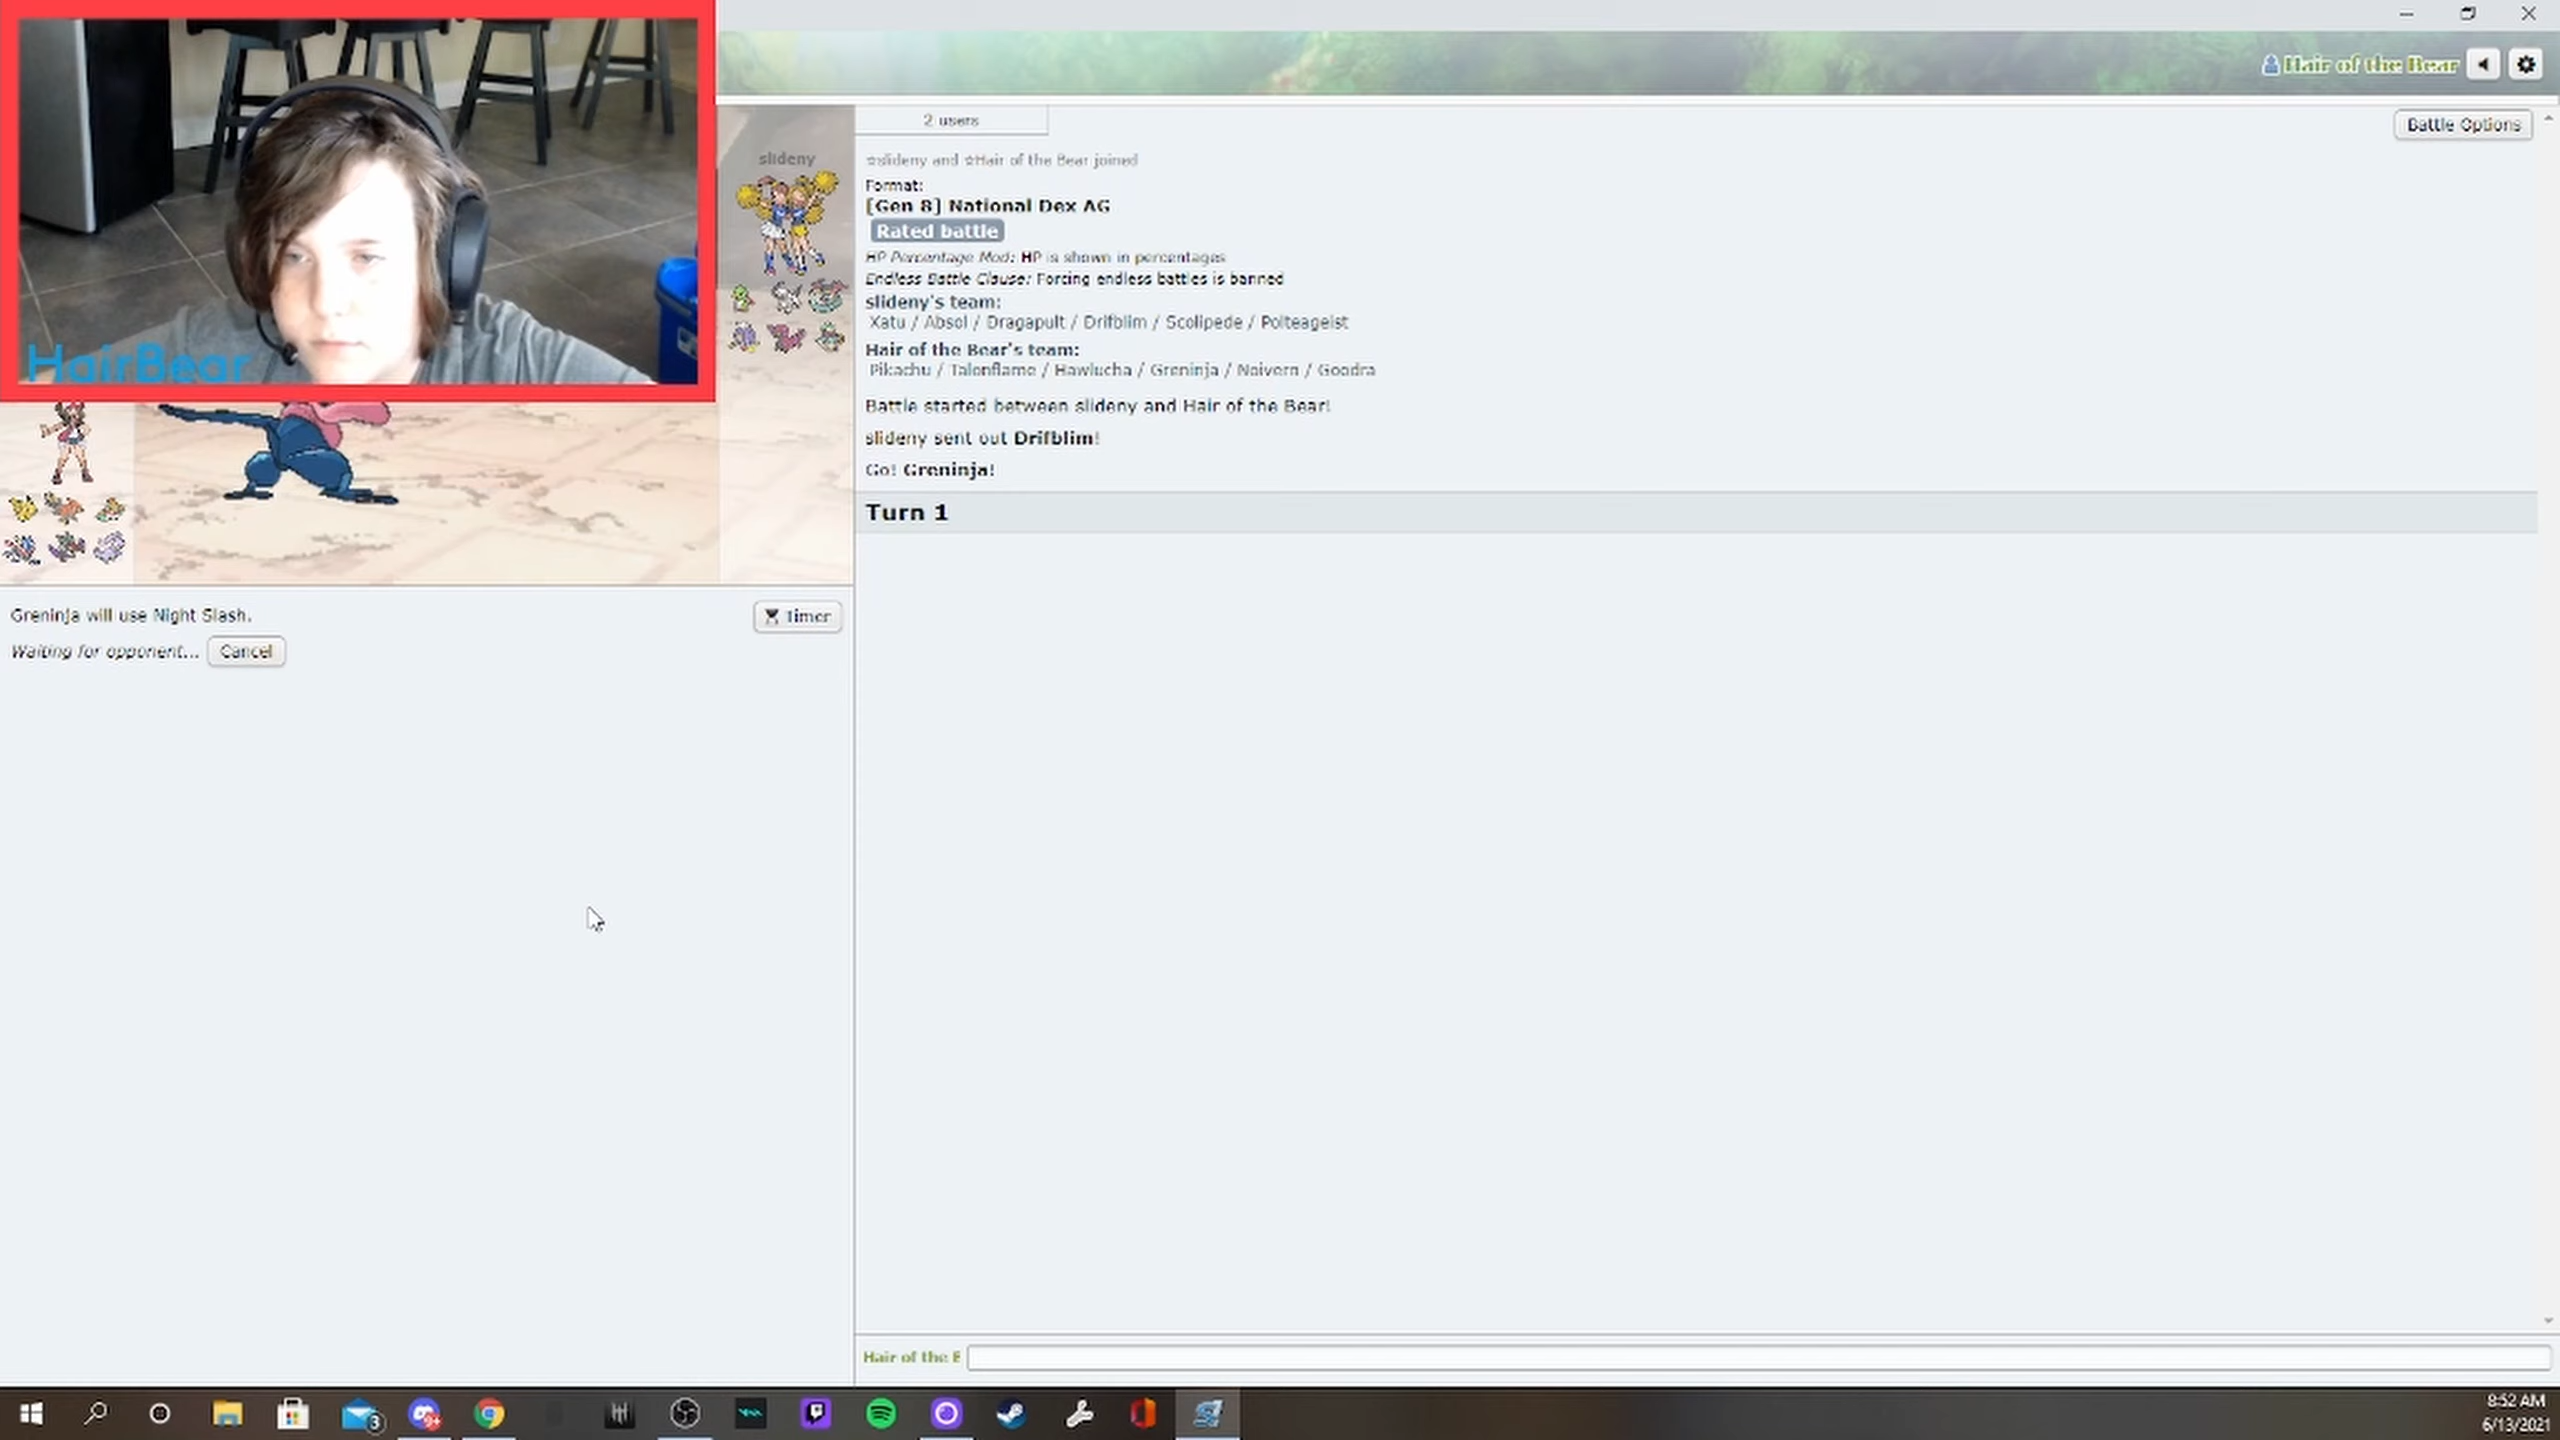 HairBear
Hair of the Bear
slideny
2 users
Battle Options
☆slideny and ☆Hair of the Bear joined
Format:
[Gen 8] National Dex AG
Rated battle
HP Percentage Mod: HP is shown in percentages
Endless Battle Clause: Forcing endless battles is banned
slideny's team:
Xatu / Absol / Dragapult / Drifblim / Scolipede / Polteageist
Hair of the Bear's team:
Pikachu / Talonflame / Hawlucha / Greninja / Noivern / Goodra
Battle started between slideny and Hair of the Bear!
slideny sent out Drifblim!
Go! Greninja!
Turn 1
Greninja will use Night Slash.
Timer
Waiting for opponent...
Cancel
Hair of the E
3
9+
8:52 AM
6/13/2021